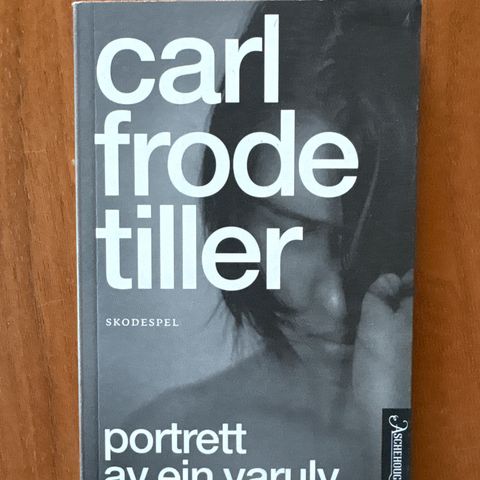 carl
frode
tiller
SKODESPEL
portrett
av ein varulv
ASCHEHOUG